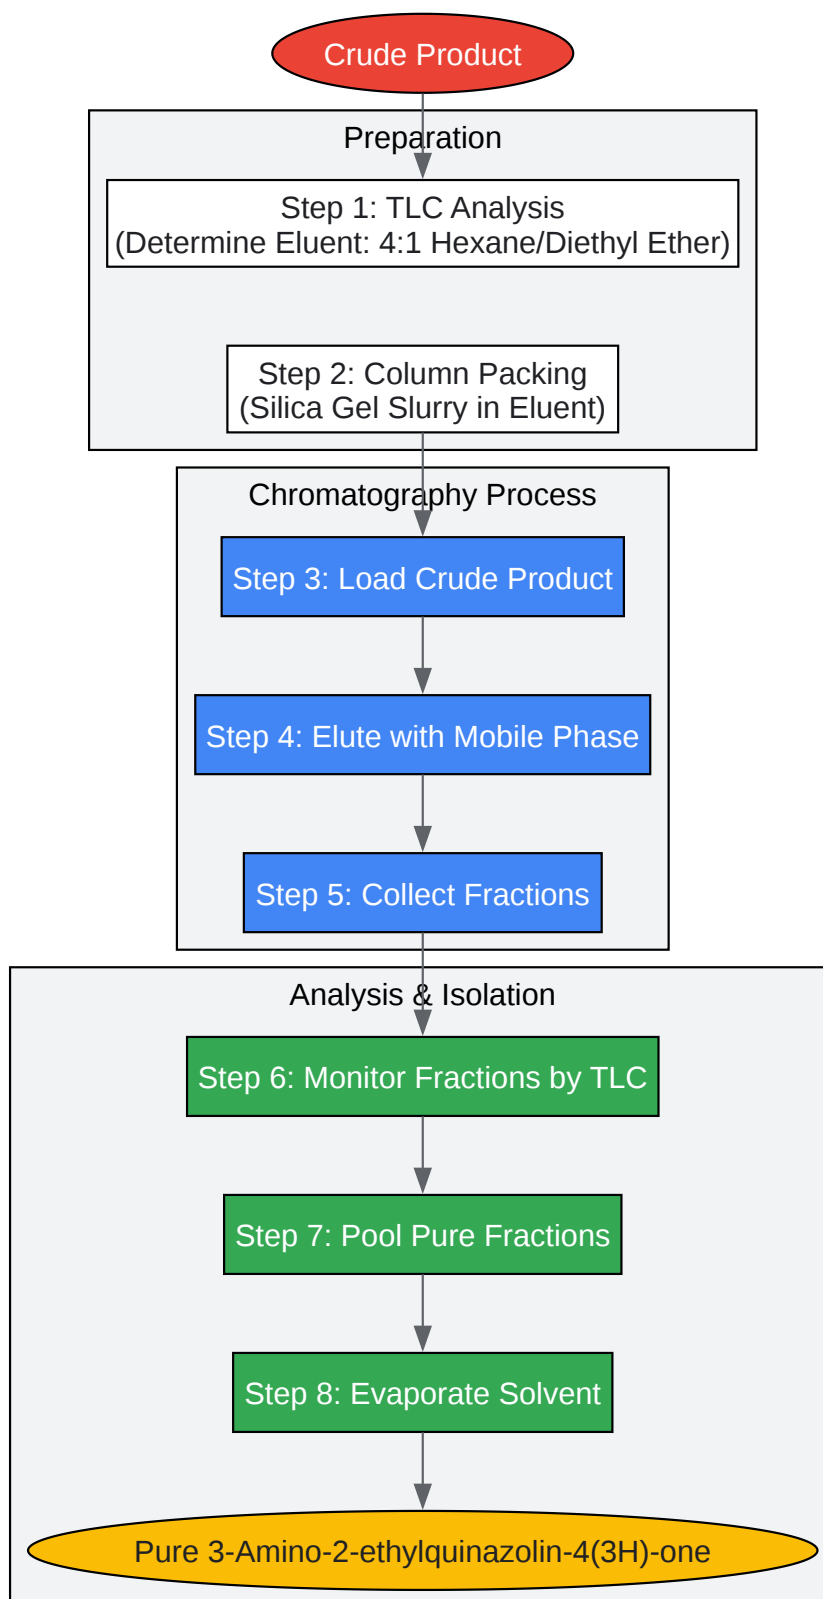 Crude Product
Preparation
Step 1: TLC Analysis
(Determine Eluent: 4:1 Hexane/Diethyl Ether)
Step 2: Column Packing
(Silica Gel Slurry in Eluent)
Chromatography Process
Step 3: Load Crude Product
Step 4: Elute with Mobile Phase
Step 5: Collect Fractions
Analysis & Isolation
Step 6: Monitor Fractions by TLC
Step 7: Pool Pure Fractions
Step 8: Evaporate Solvent
Pure 3-Amino-2-ethylquinazolin-4(3H)-one